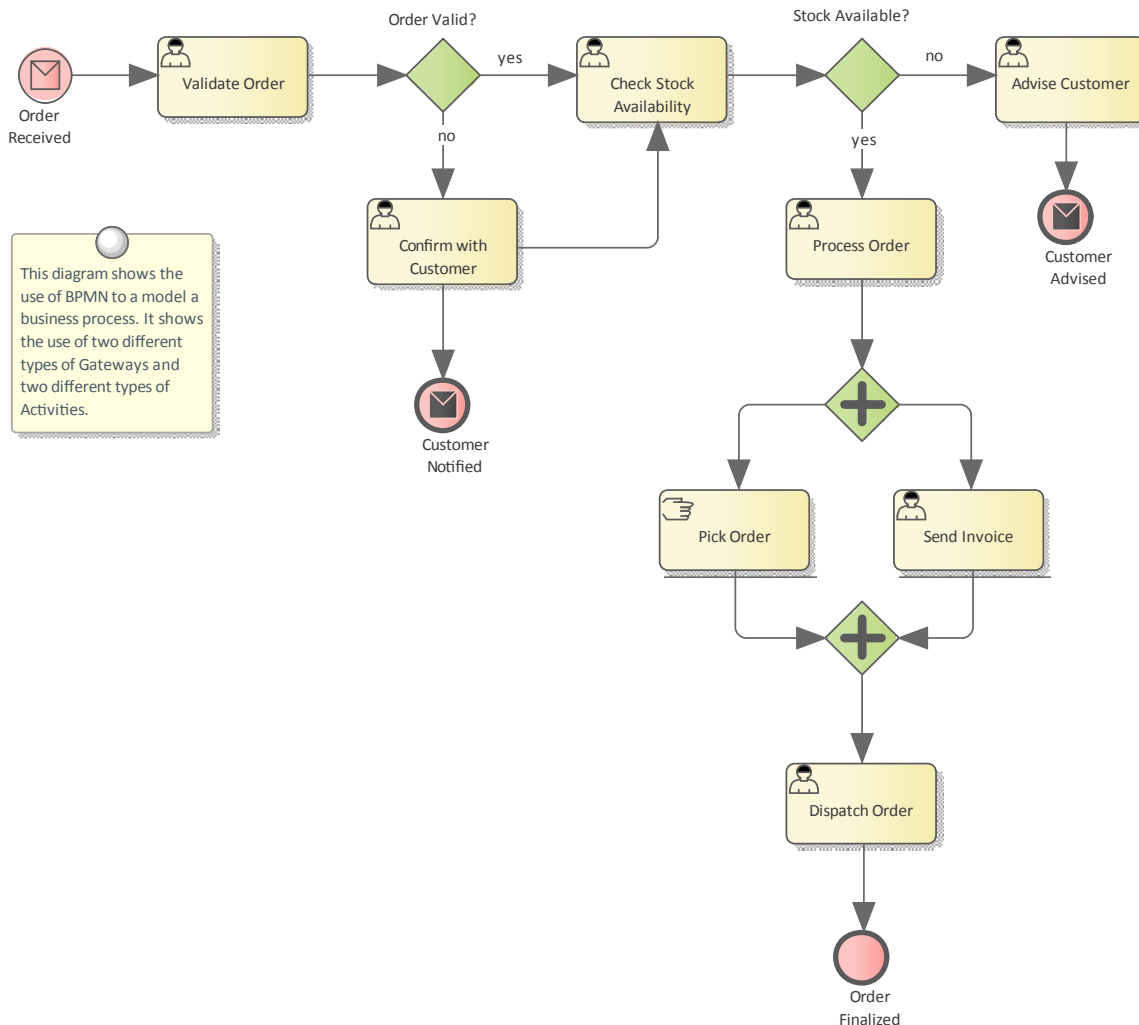 Order Valid?
Stock Available?
Validate Order
yes
Check Stock
Availability
no
Advise Customer
Order
Received
no
yes
Confirm with
Customer
Process Order
Customer
Advised
This diagram shows the
use of BPMN to a model a
business process. It shows
the use of two different
types of Gateways and
two different types of
Activities.
Customer
Notified
Pick Order
Send Invoice
Dispatch Order
Order
Finalized